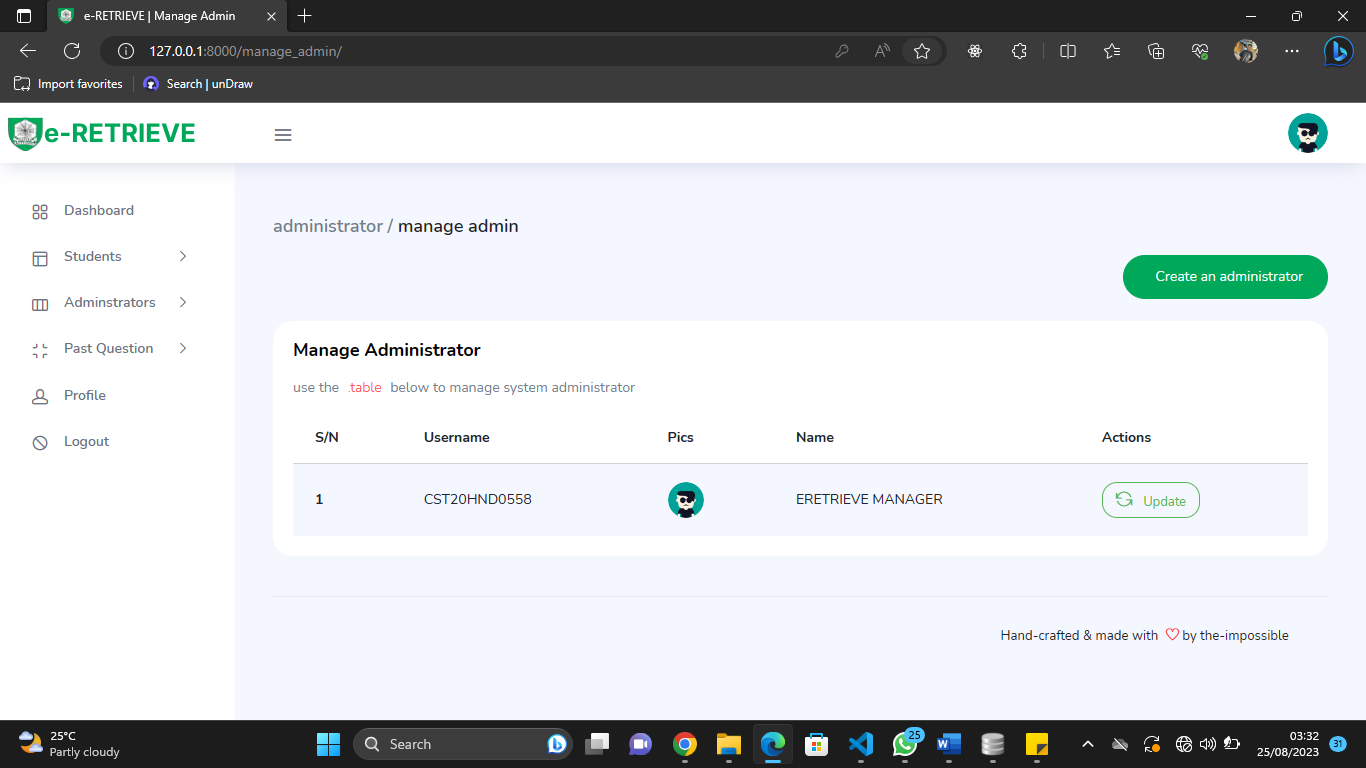 e-RETRIEVE | Manage Admin
127.0.0.1:8000/manage_admin/
Import favorites
Search | unDraw
e-RETRIEVE
Dashboard
Students
Adminstrators
Past Question
Profile
Logout
administrator / manage admin
Create an administrator
Manage Administrator
use the .table below to manage system administrator
S/N Username Pics Name Actions
1 CST20HND0558 ERETRIEVE MANAGER Update
Hand-crafted & made with by the-impossible
25°C
Partly cloudy
Search
25
03:32
25/08/2023
31